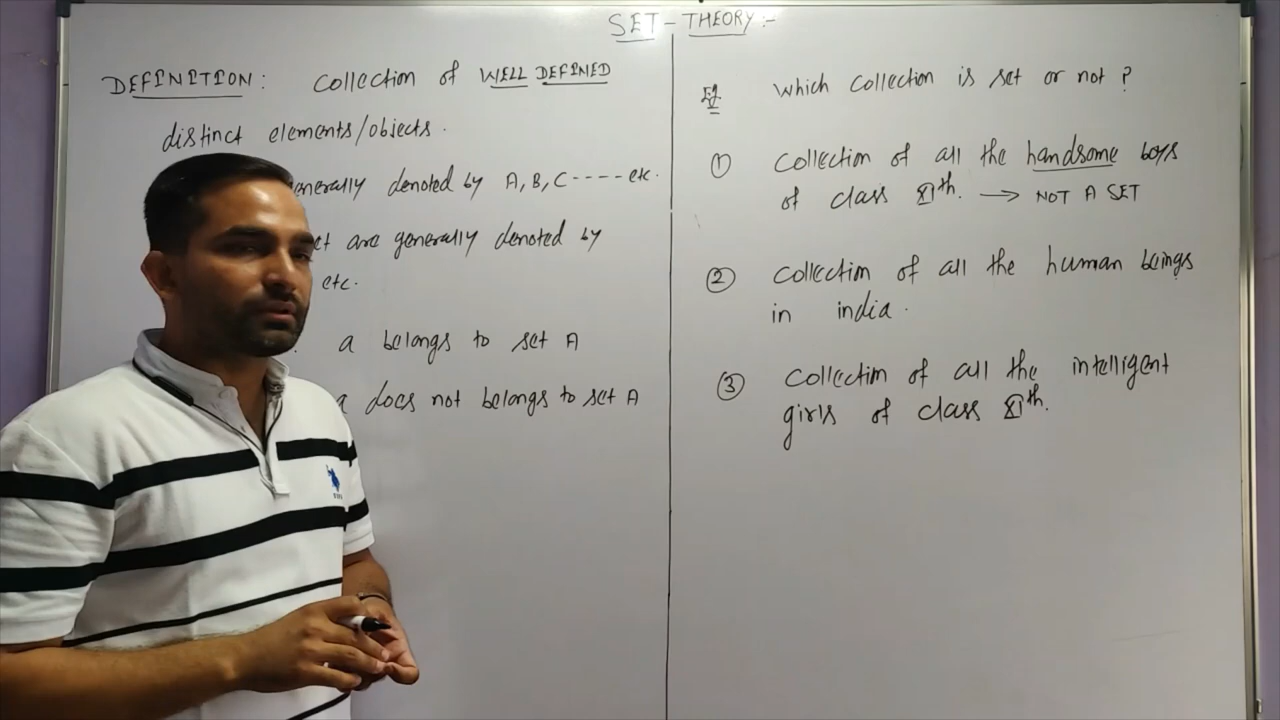 SET - THEORY :-
DEFINITION : Collection of WELL DEFINED
distinct elements/objects.
generally denoted by A, B, C ---- etc.
are generally denoted by
etc.
a belongs to set A
a does not belongs to set A
Eg Which collection is set or not ?
① Collection of all the handsome boys
of class XIth. → NOT A SET
② Collection of all the human beings
in india.
③ Collection of all the intelligent
girls of class XIth.